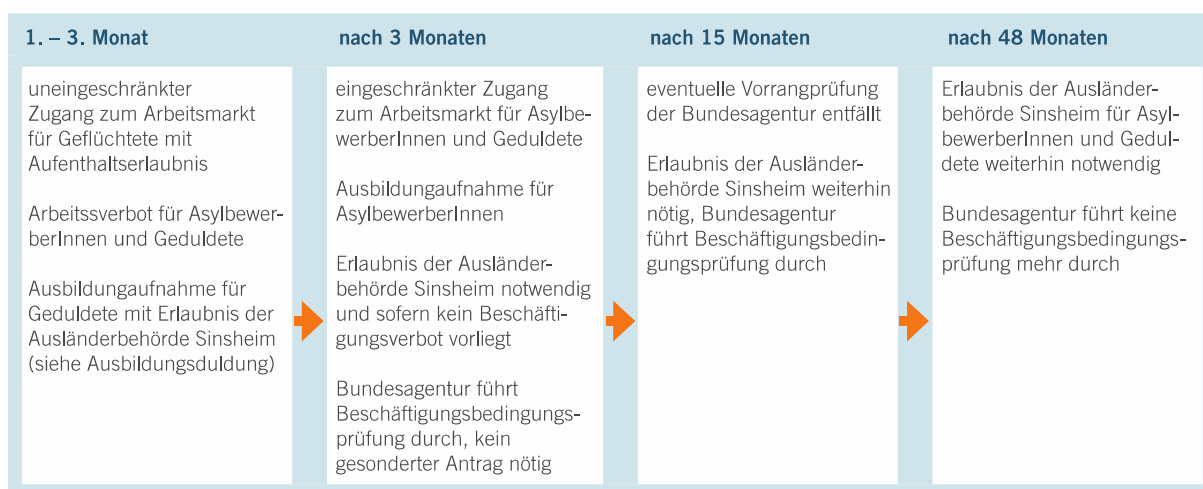 1. – 3. Monat
uneingeschränkter
Zugang zum Arbeitsmarkt
für Geflüchtete mit
Aufenthaltserlaubnis
Arbeitssverbot für Asylbewer-
berInnen und Geduldete
Ausbildungaufnahme für
Geduldete mit Erlaubnis der
Ausländerbehörde Sinsheim
(siehe Ausbildungsduldung)
nach 3 Monaten
eingeschränkter Zugang
zum Arbeitsmarkt für Asylbe-
werberInnen und Geduldete
Ausbildungaufnahme für
AsylbewerberInnen
Erlaubnis der Auslände­r-
behörde Sinsheim notwendig
und sofern kein Beschäfti-
gungsverbot vorliegt
Bundesagentur führt
Beschäftigungsbedingungs-
prüfung durch, kein
gesonderter Antrag nötig
nach 15 Monaten
eventuelle Vorrangprüfung
der Bundesagentur entfällt
Erlaubnis der Ausländer-
behörde Sinsheim weiterhin
nötig, Bundesagentur
führt Beschäftigungsbedin-
gungsprüfung durch
nach 48 Monaten
Erlaubnis der Ausländer-
behörde Sinsheim für Asyl-
bewerberInnen und Gedul-
dete weiterhin notwendig
Bundesagentur führt keine
Beschäftigungsbedingungs-
prüfung mehr durch